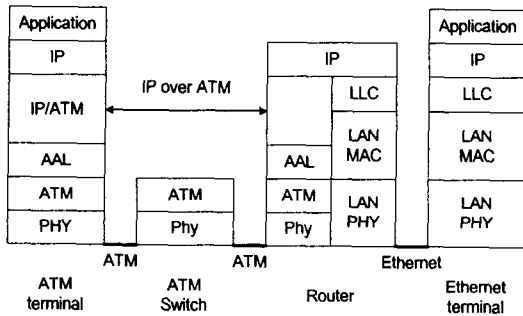 Application
IP
IP/ATM
AAL
ATM
PHY
IP over ATM
ATM
Phy
IP
AAL
ATM
Phy
LLC
LAN
MAC
LAN
PHY
Application
IP
LLC
LAN
MAC
LAN
PHY
ATM
ATM
Ethernet
ATM
terminal
ATM
Switch
Router
Ethernet
terminal